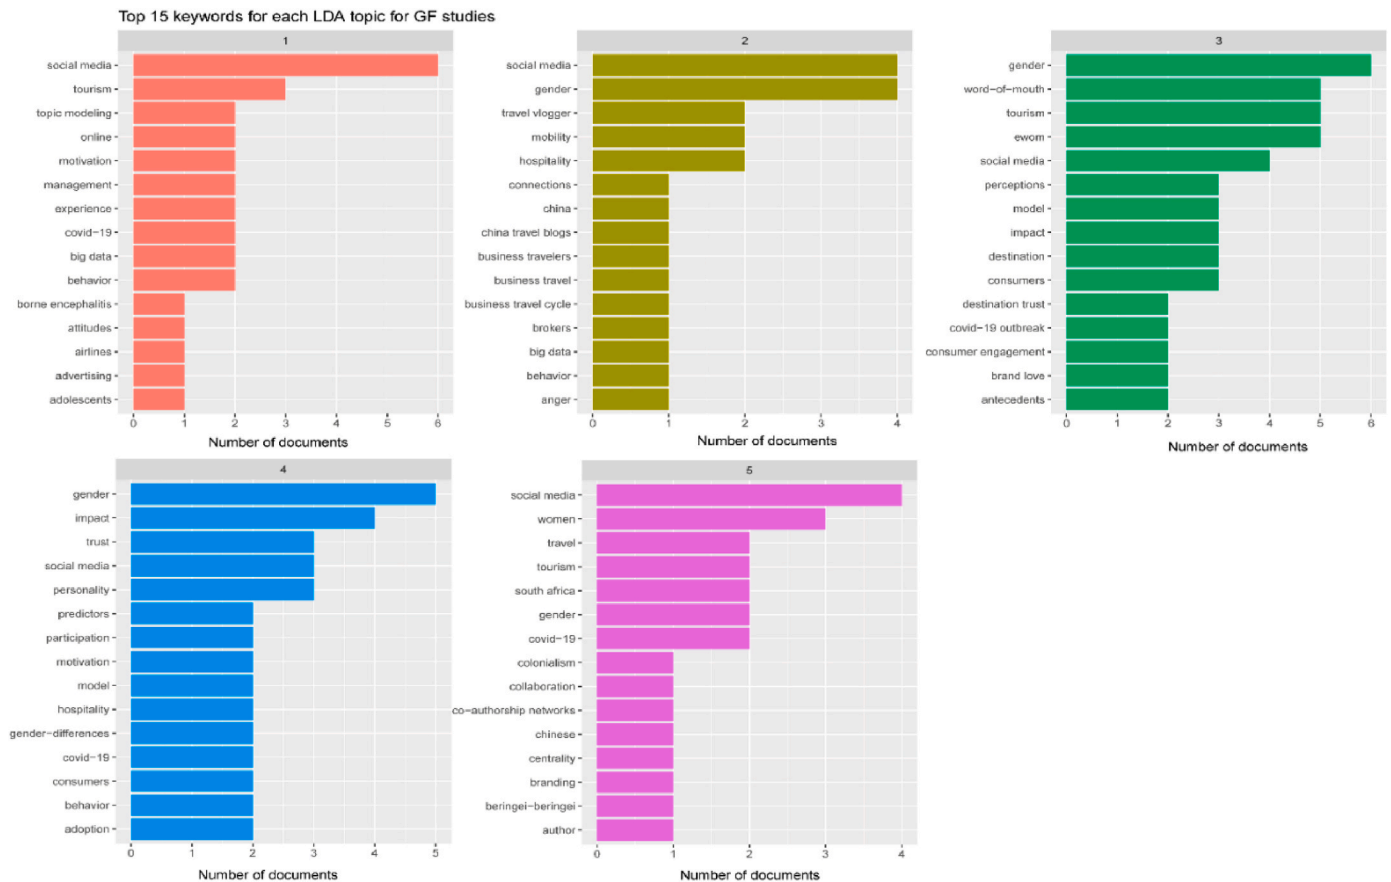 Top 15 keywords for each LDA topic for GF studies
1
social media
tourism
topic modeling
online
motivation
management
experience
covid-19
big data
behavior
borne encephalitis
attitudes
airlines
advertising
adolescents
0 1 2 3 4 5 6
Number of documents
2
social media
gender
travel vlogger
mobility
hospitality
connections
china
china travel blogs
business travelers
business travel
business travel cycle
brokers
big data
behavior
anger
0 1 2 3 4
Number of documents
3
gender
word-of-mouth
tourism
ewom
social media
perceptions
model
impact
destination
consumers
destination trust
covid-19 outbreak
consumer engagement
brand love
antecedents
0 1 2 3 4 5 6
Number of documents
4
gender
impact
trust
social media
personality
predictors
participation
motivation
model
hospitality
gender-differences
covid-19
consumers
behavior
adoption
0 1 2 3 4 5
Number of documents
5
social media
women
travel
tourism
south africa
gender
covid-19
colonialism
collaboration
co-authorship networks
chinese
centrality
branding
beringei-beringei
author
0 1 2 3 4
Number of documents